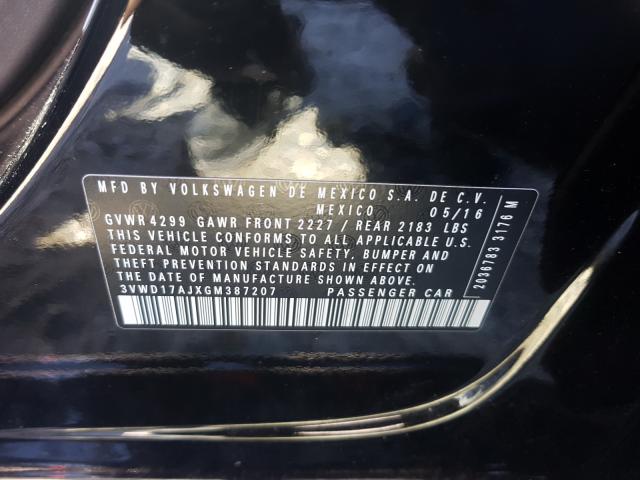 MFD BY VOLKSWAGEN DE MEXICO S.A. DE C.V.
MEXICO 05/16
GVWR 4299 GAWR FRONT 2227 / REAR 2183 LBS
THIS VEHICLE CONFORMS TO ALL APPLICABLE U.S.
FEDERAL MOTOR VEHICLE SAFETY, BUMPER AND
THEFT PREVENTION STANDARDS IN EFFECT ON
THE DATE OF MANUFACTURE SHOWN ABOVE.
3VWD17AJXGM387207 PASSENGER CAR
2036783 3176 M